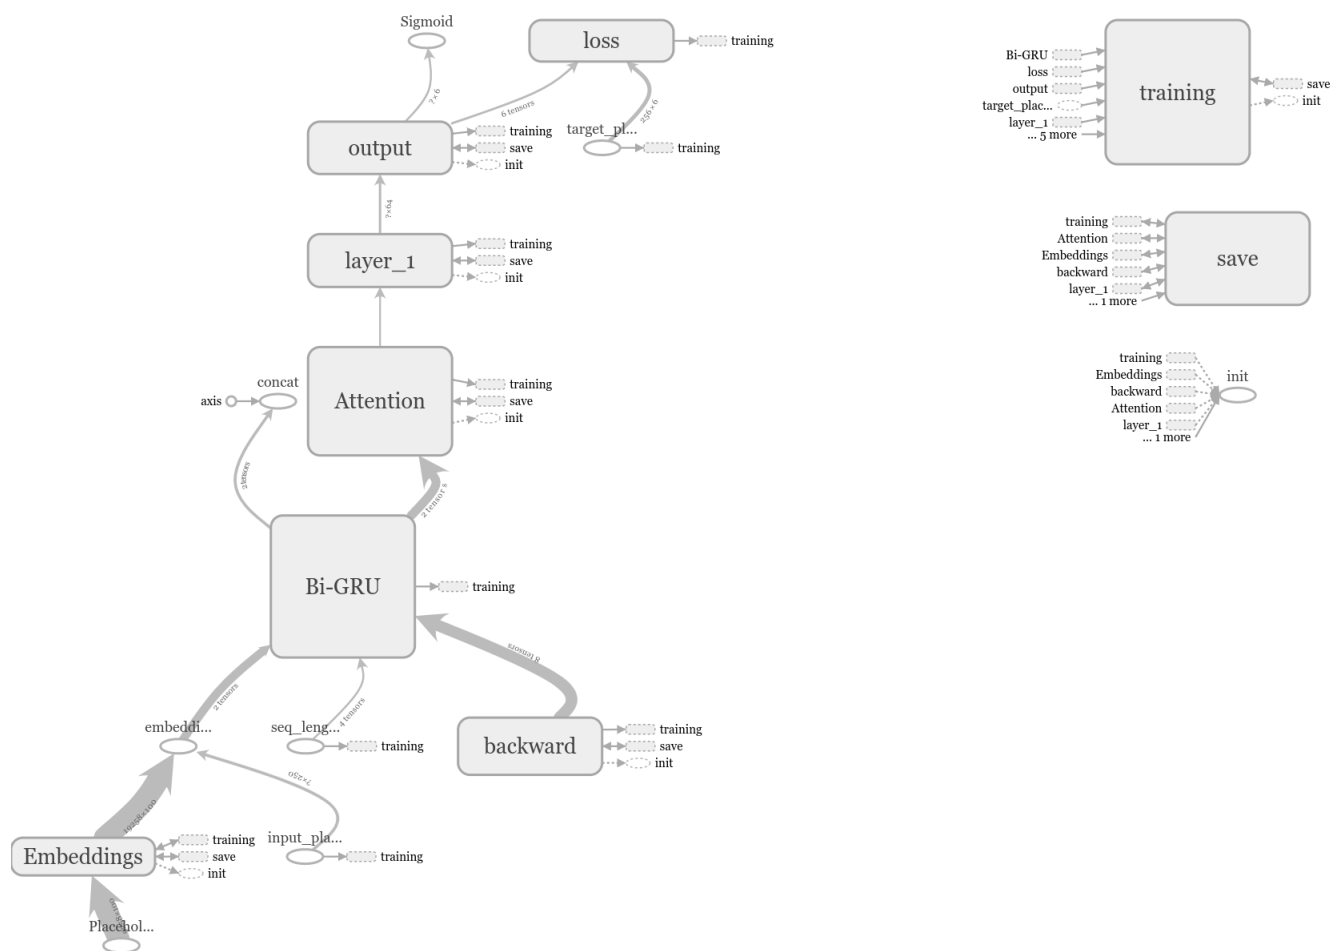 Sigmoid
loss
training
? × 6
6 tensors
256×6
target_pl...
training
output
training
save
init
?×64
layer_1
training
save
init
concat
axis
Attention
training
save
init
2 tensors
2 tensor s
Bi-GRU
training
2 tensors
4 tensors
8 tensors
embeddi...
seq_leng...
training
backward
training
save
init
?×250
19258×100
Embeddings
training
save
init
input_pla...
training
Placehol...
Bi-GRU
loss
output
target_plac...
layer_1
... 5 more
training
save
init
training
Attention
Embeddings
backward
layer_1
... 1 more
save
training
Embeddings
backward
Attention
layer_1
... 1 more
init